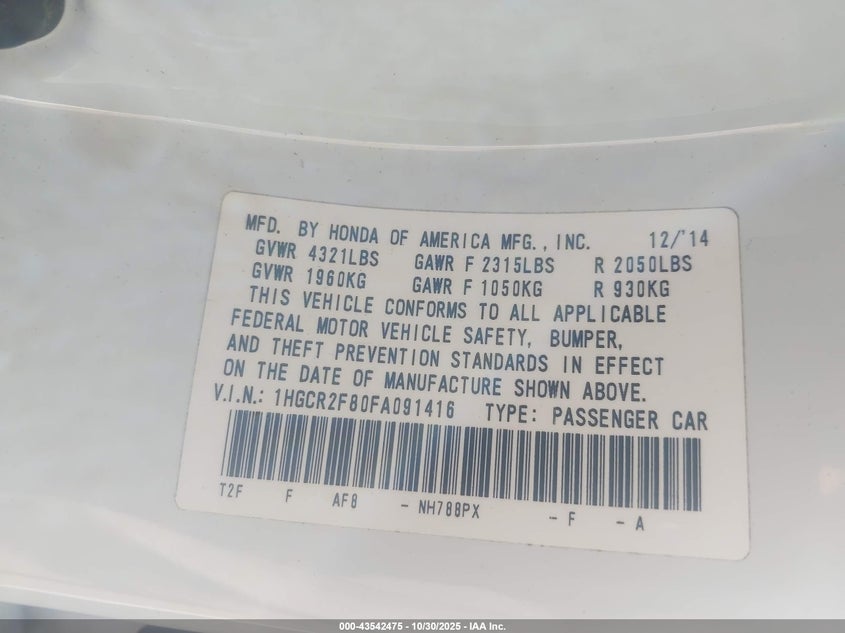 MFD. BY HONDA OF AMERICA MFG., INC. 12/'14
GVWR 4321LBS GAWR F 2315LBS R 2050LBS
GVWR 1960KG GAWR F 1050KG R 930KG
THIS VEHICLE CONFORMS TO ALL APPLICABLE
FEDERAL MOTOR VEHICLE SAFETY, BUMPER,
AND THEFT PREVENTION STANDARDS IN EFFECT
ON THE DATE OF MANUFACTURE SHOWN ABOVE.
V.I.N.: 1HGCR2F80FA091416 TYPE: PASSENGER CAR
T2F F AF8 - NH788PX - F - A
000-43542475 - 10/30/2025 - IAA Inc.